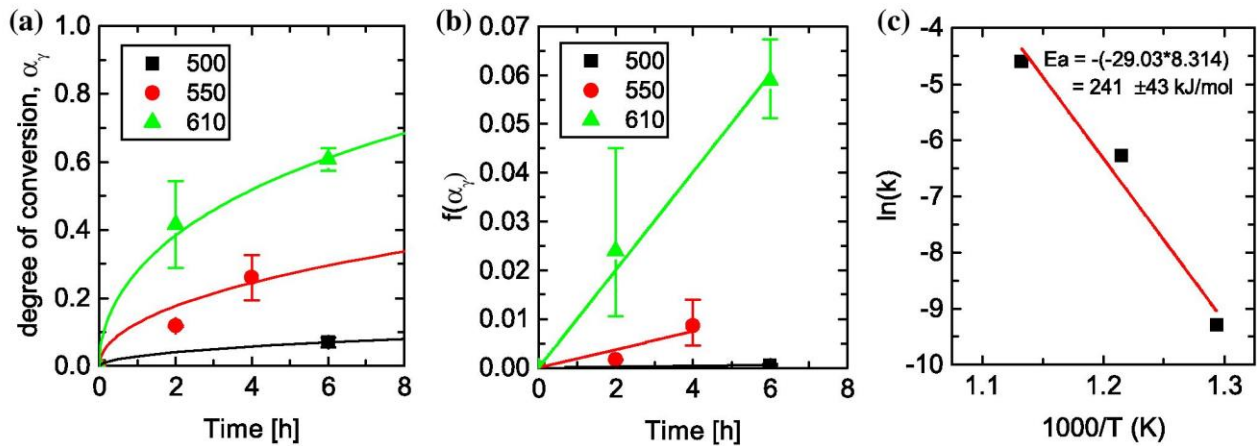 (a)
1.0
0.8
0.6
0.4
0.2
0.0
degree of conversion, αγ
500
550
610
0 2 4 6 8
Time [h]
(b)
0.07
0.06
0.05
0.04
0.03
0.02
0.01
0.00
f(αγ)
500
550
610
0 2 4 6 8
Time [h]
(c)
-4
-5
-6
-7
-8
-9
-10
ln(k)
Ea = -(-29.03*8.314)
= 241 ±43 kJ/mol
1.1 1.2 1.3
1000/T (K)